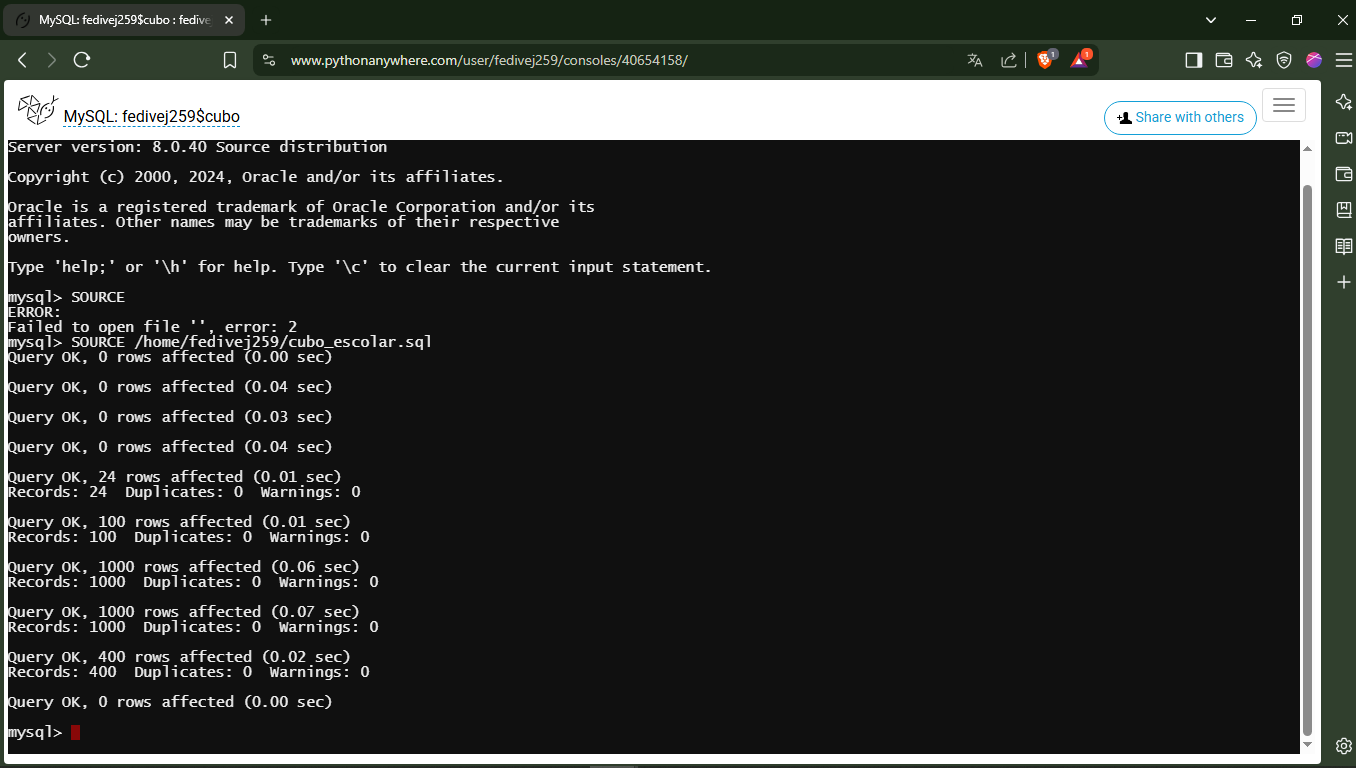 MySQL: fedivej259$cubo : fedive
www.pythonanywhere.com/user/fedivej259/consoles/40654158/
1
1
MySQL: fedivej259$cubo
Share with others
Server version: 8.0.40 Source distribution
Copyright (c) 2000, 2024, Oracle and/or its affiliates.
Oracle is a registered trademark of Oracle Corporation and/or its
affiliates. Other names may be trademarks of their respective
owners.
Type 'help;' or '\h' for help. Type '\c' to clear the current input statement.
mysql> SOURCE
ERROR:
Failed to open file '', error: 2
mysql> SOURCE /home/fedivej259/cubo_escolar.sql
Query OK, 0 rows affected (0.00 sec)
Query OK, 0 rows affected (0.04 sec)
Query OK, 0 rows affected (0.03 sec)
Query OK, 0 rows affected (0.04 sec)
Query OK, 24 rows affected (0.01 sec)
Records: 24  Duplicates: 0  Warnings: 0
Query OK, 100 rows affected (0.01 sec)
Records: 100  Duplicates: 0  Warnings: 0
Query OK, 1000 rows affected (0.06 sec)
Records: 1000  Duplicates: 0  Warnings: 0
Query OK, 1000 rows affected (0.07 sec)
Records: 1000  Duplicates: 0  Warnings: 0
Query OK, 400 rows affected (0.02 sec)
Records: 400  Duplicates: 0  Warnings: 0
Query OK, 0 rows affected (0.00 sec)
mysql>